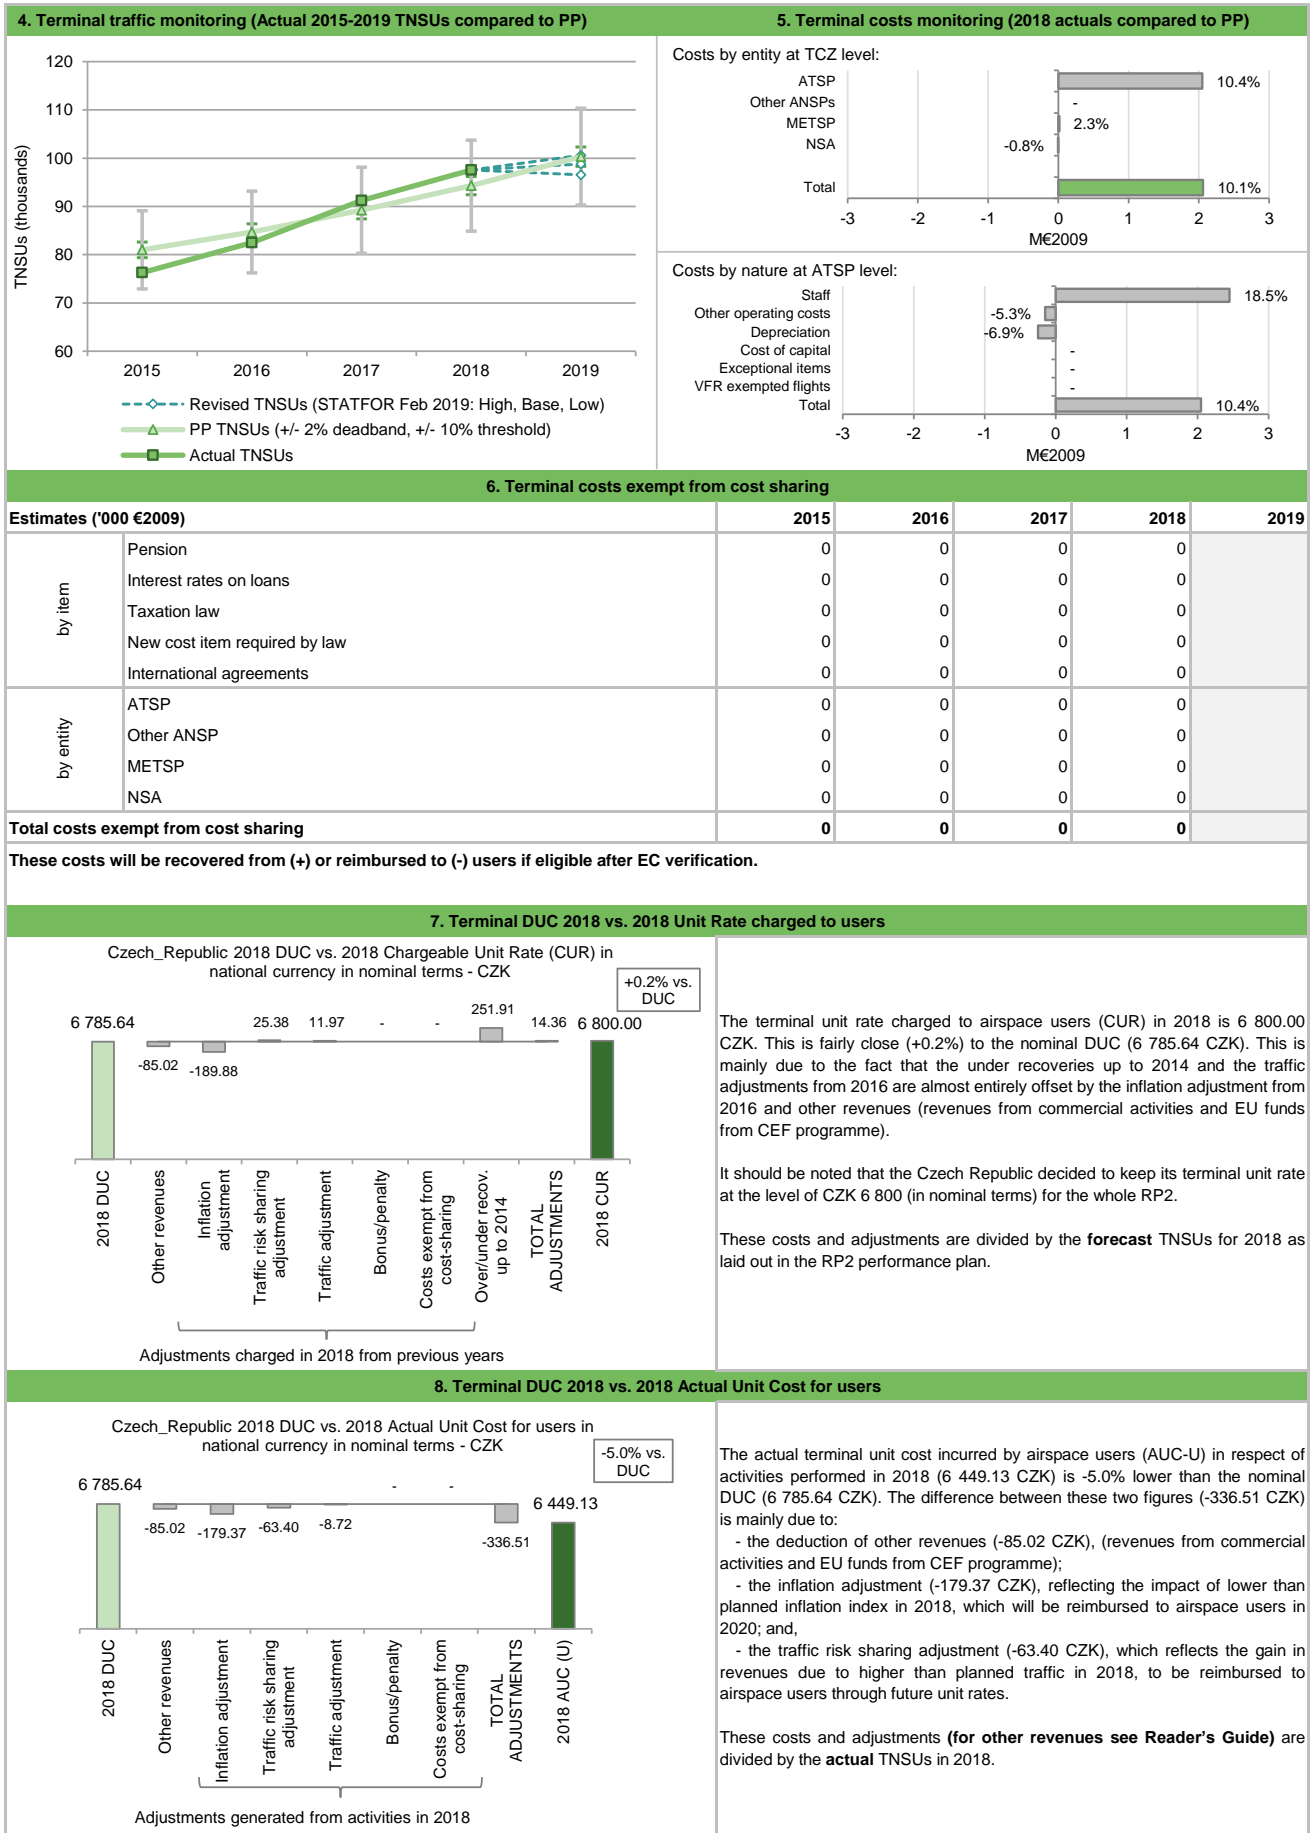 4. Terminal traffic monitoring (Actual 2015-2019 TNSUs compared to PP)
TNSUs (thousands)
120
110
100
90
80
70
60
2015 2016 2017 2018 2019
Revised TNSUs (STATFOR Feb 2019: High, Base, Low)
PP TNSUs (+/- 2% deadband, +/- 10% threshold)
Actual TNSUs
5. Terminal costs monitoring (2018 actuals compared to PP)
Costs by entity at TCZ level:
ATSP 10.4%
Other ANSPs -
METSP 2.3%
NSA -0.8%
Total 10.1%
-3 -2 -1 0 1 2 3
M€2009
Costs by nature at ATSP level:
Staff 18.5%
Other operating costs -5.3%
Depreciation -6.9%
Cost of capital -
Exceptional items -
VFR exempted flights -
Total 10.4%
-3 -2 -1 0 1 2 3
M€2009
6. Terminal costs exempt from cost sharing
Estimates ('000 €2009) 2015 2016 2017 2018 2019
by item
Pension 0 0 0 0
Interest rates on loans 0 0 0 0
Taxation law 0 0 0 0
New cost item required by law 0 0 0 0
International agreements 0 0 0 0
by entity
ATSP 0 0 0 0
Other ANSP 0 0 0 0
METSP 0 0 0 0
NSA 0 0 0 0
Total costs exempt from cost sharing 0 0 0 0
These costs will be recovered from (+) or reimbursed to (-) users if eligible after EC verification.
7. Terminal DUC 2018 vs. 2018 Unit Rate charged to users
Czech_Republic 2018 DUC vs. 2018 Chargeable Unit Rate (CUR) in
national currency in nominal terms - CZK
+0.2% vs.
DUC
6 785.64 -85.02 -189.88 25.38 11.97 - - 251.91 14.36 6 800.00
2018 DUC
Other revenues
Inflation
adjustment
Traffic risk sharing
adjustment
Traffic adjustment
Bonus/penalty
Costs exempt from
cost-sharing
Over/under recov.
up to 2014
TOTAL
ADJUSTMENTS
2018 CUR
Adjustments charged in 2018 from previous years
The terminal unit rate charged to airspace users (CUR) in 2018 is 6 800.00
CZK. This is fairly close (+0.2%) to the nominal DUC (6 785.64 CZK). This is
mainly due to the fact that the under recoveries up to 2014 and the traffic
adjustments from 2016 are almost entirely offset by the inflation adjustment from
2016 and other revenues (revenues from commercial activities and EU funds
from CEF programme).
It should be noted that the Czech Republic decided to keep its terminal unit rate
at the level of CZK 6 800 (in nominal terms) for the whole RP2.
These costs and adjustments are divided by the forecast TNSUs for 2018 as
laid out in the RP2 performance plan.
8. Terminal DUC 2018 vs. 2018 Actual Unit Cost for users
Czech_Republic 2018 DUC vs. 2018 Actual Unit Cost for users in
national currency in nominal terms - CZK
-5.0% vs.
DUC
6 785.64 -85.02 -179.37 -63.40 -8.72 - - -336.51 6 449.13
2018 DUC
Other revenues
Inflation adjustment
Traffic risk sharing
adjustment
Traffic adjustment
Bonus/penalty
Costs exempt from
cost-sharing
TOTAL
ADJUSTMENTS
2018 AUC (U)
Adjustments generated from activities in 2018
The actual terminal unit cost incurred by airspace users (AUC-U) in respect of
activities performed in 2018 (6 449.13 CZK) is -5.0% lower than the nominal
DUC (6 785.64 CZK). The difference between these two figures (-336.51 CZK)
is mainly due to:
- the deduction of other revenues (-85.02 CZK), (revenues from commercial
activities and EU funds from CEF programme);
- the inflation adjustment (-179.37 CZK), reflecting the impact of lower than
planned inflation index in 2018, which will be reimbursed to airspace users in
2020; and,
- the traffic risk sharing adjustment (-63.40 CZK), which reflects the gain in
revenues due to higher than planned traffic in 2018, to be reimbursed to
airspace users through future unit rates.
These costs and adjustments (for other revenues see Reader's Guide) are
divided by the actual TNSUs in 2018.